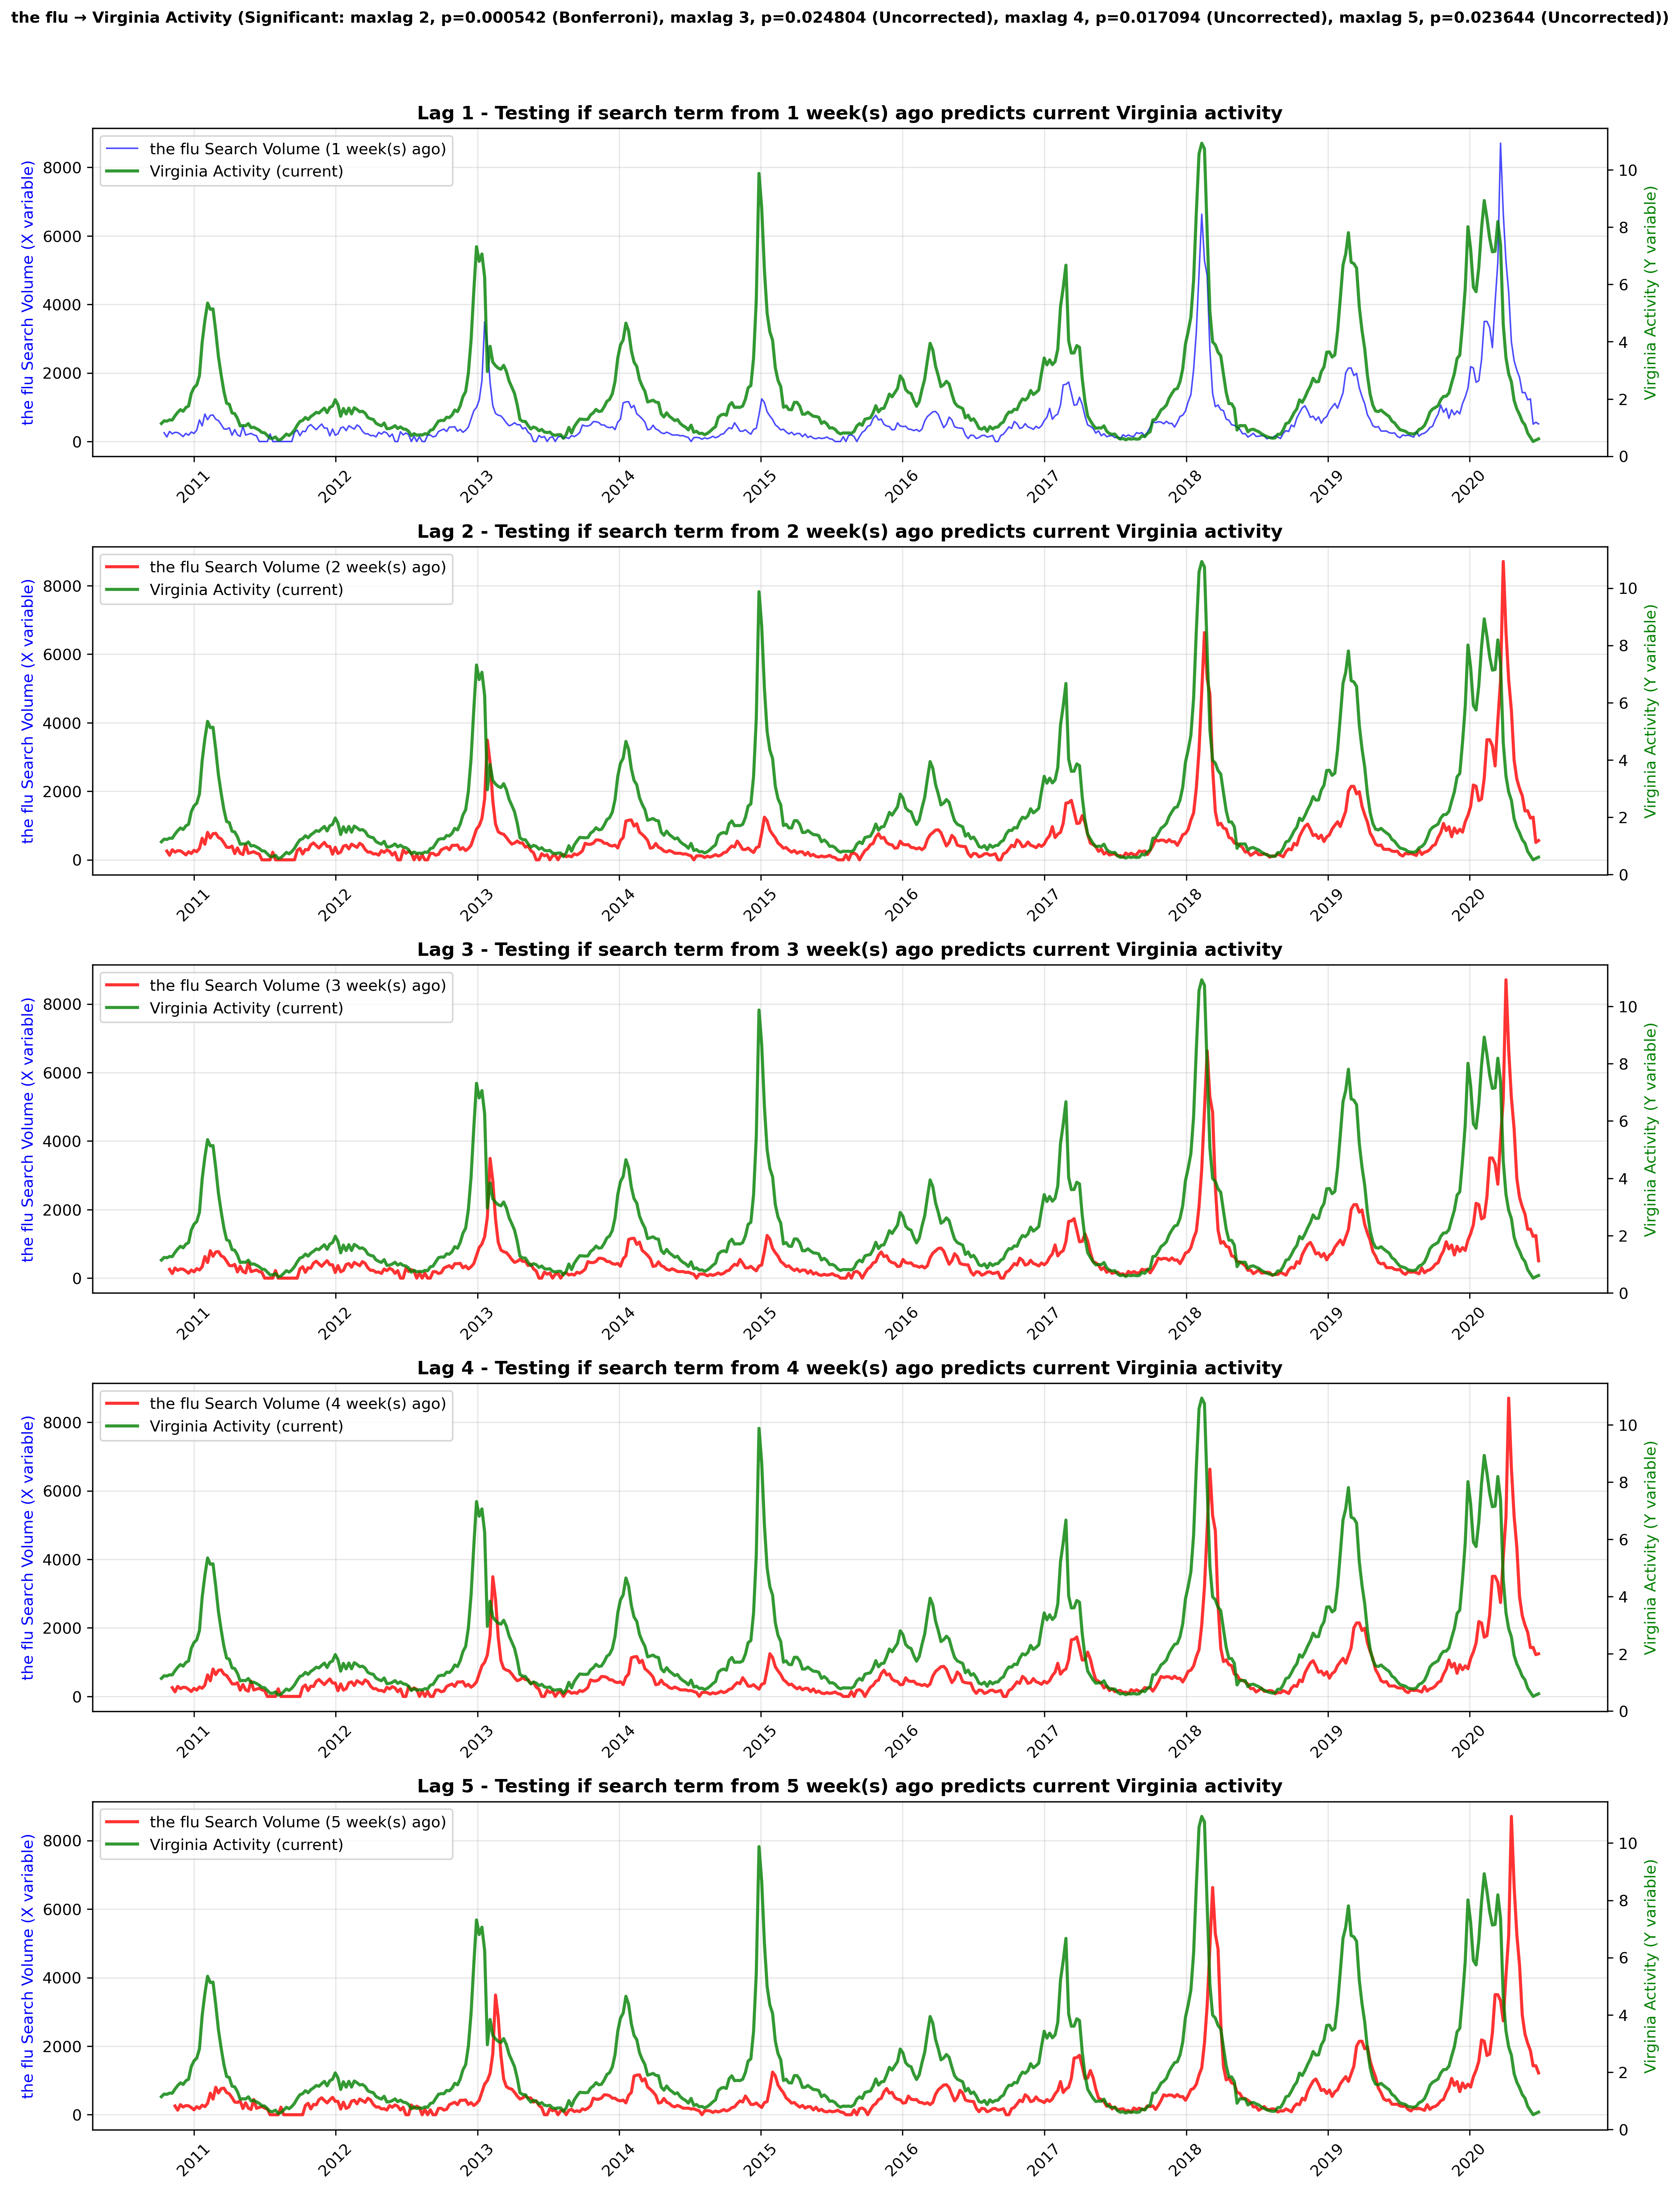 the flu → Virginia Activity (Significant: maxlag 2, p=0.000542 (Bonferroni), maxlag 3, p=0.024804 (Uncorrected), maxlag 4, p=0.017094 (Uncorrected), maxlag 5, p=0.023644 (Uncorrected))
Lag 1 - Testing if search term from 1 week(s) ago predicts current Virginia activity
the flu Search Volume (X variable)
8000
6000
4000
2000
0
the flu Search Volume (1 week(s) ago)
Virginia Activity (current)
10
8
6
4
2
0
Virginia Activity (Y variable)
2011 2012 2013 2014 2015 2016 2017 2018 2019 2020
Lag 2 - Testing if search term from 2 week(s) ago predicts current Virginia activity
the flu Search Volume (X variable)
8000
6000
4000
2000
0
the flu Search Volume (2 week(s) ago)
Virginia Activity (current)
10
8
6
4
2
0
Virginia Activity (Y variable)
2011 2012 2013 2014 2015 2016 2017 2018 2019 2020
Lag 3 - Testing if search term from 3 week(s) ago predicts current Virginia activity
the flu Search Volume (X variable)
8000
6000
4000
2000
0
the flu Search Volume (3 week(s) ago)
Virginia Activity (current)
10
8
6
4
2
0
Virginia Activity (Y variable)
2011 2012 2013 2014 2015 2016 2017 2018 2019 2020
Lag 4 - Testing if search term from 4 week(s) ago predicts current Virginia activity
the flu Search Volume (X variable)
8000
6000
4000
2000
0
the flu Search Volume (4 week(s) ago)
Virginia Activity (current)
10
8
6
4
2
0
Virginia Activity (Y variable)
2011 2012 2013 2014 2015 2016 2017 2018 2019 2020
Lag 5 - Testing if search term from 5 week(s) ago predicts current Virginia activity
the flu Search Volume (X variable)
8000
6000
4000
2000
0
the flu Search Volume (5 week(s) ago)
Virginia Activity (current)
10
8
6
4
2
0
Virginia Activity (Y variable)
2011 2012 2013 2014 2015 2016 2017 2018 2019 2020